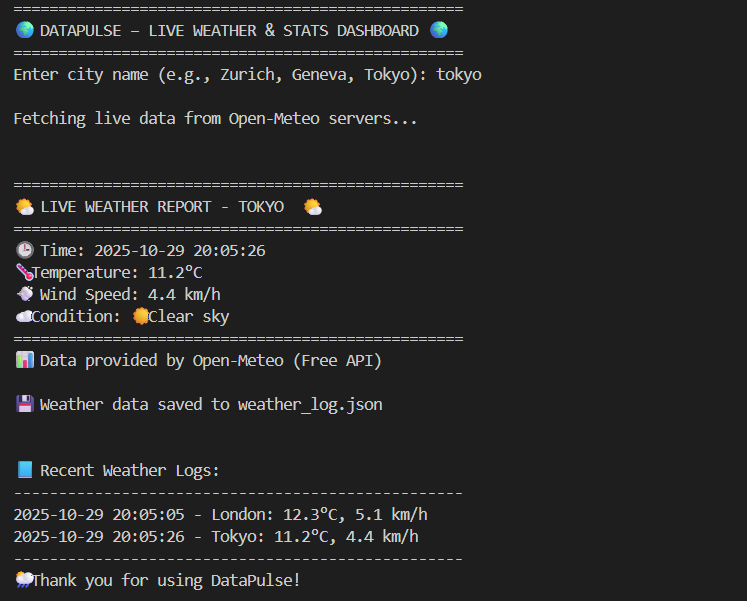 ==================================================
🌍 DATAPULSE – LIVE WEATHER & STATS DASHBOARD 🌍
==================================================
Enter city name (e.g., Zurich, Geneva, Tokyo): tokyo
Fetching live data from Open-Meteo servers...
==================================================
🌤️ LIVE WEATHER REPORT - TOKYO 🌤️
==================================================
🕒 Time: 2025-10-29 20:05:26
🌡️Temperature: 11.2°C
💨 Wind Speed: 4.4 km/h
☁️Condition: ☀️Clear sky
==================================================
📊 Data provided by Open-Meteo (Free API)
💾 Weather data saved to weather_log.json
📘 Recent Weather Logs:
--------------------------------------------------
2025-10-29 20:05:05 - London: 12.3°C, 5.1 km/h
2025-10-29 20:05:26 - Tokyo: 11.2°C, 4.4 km/h
--------------------------------------------------
⛈️Thank you for using DataPulse!